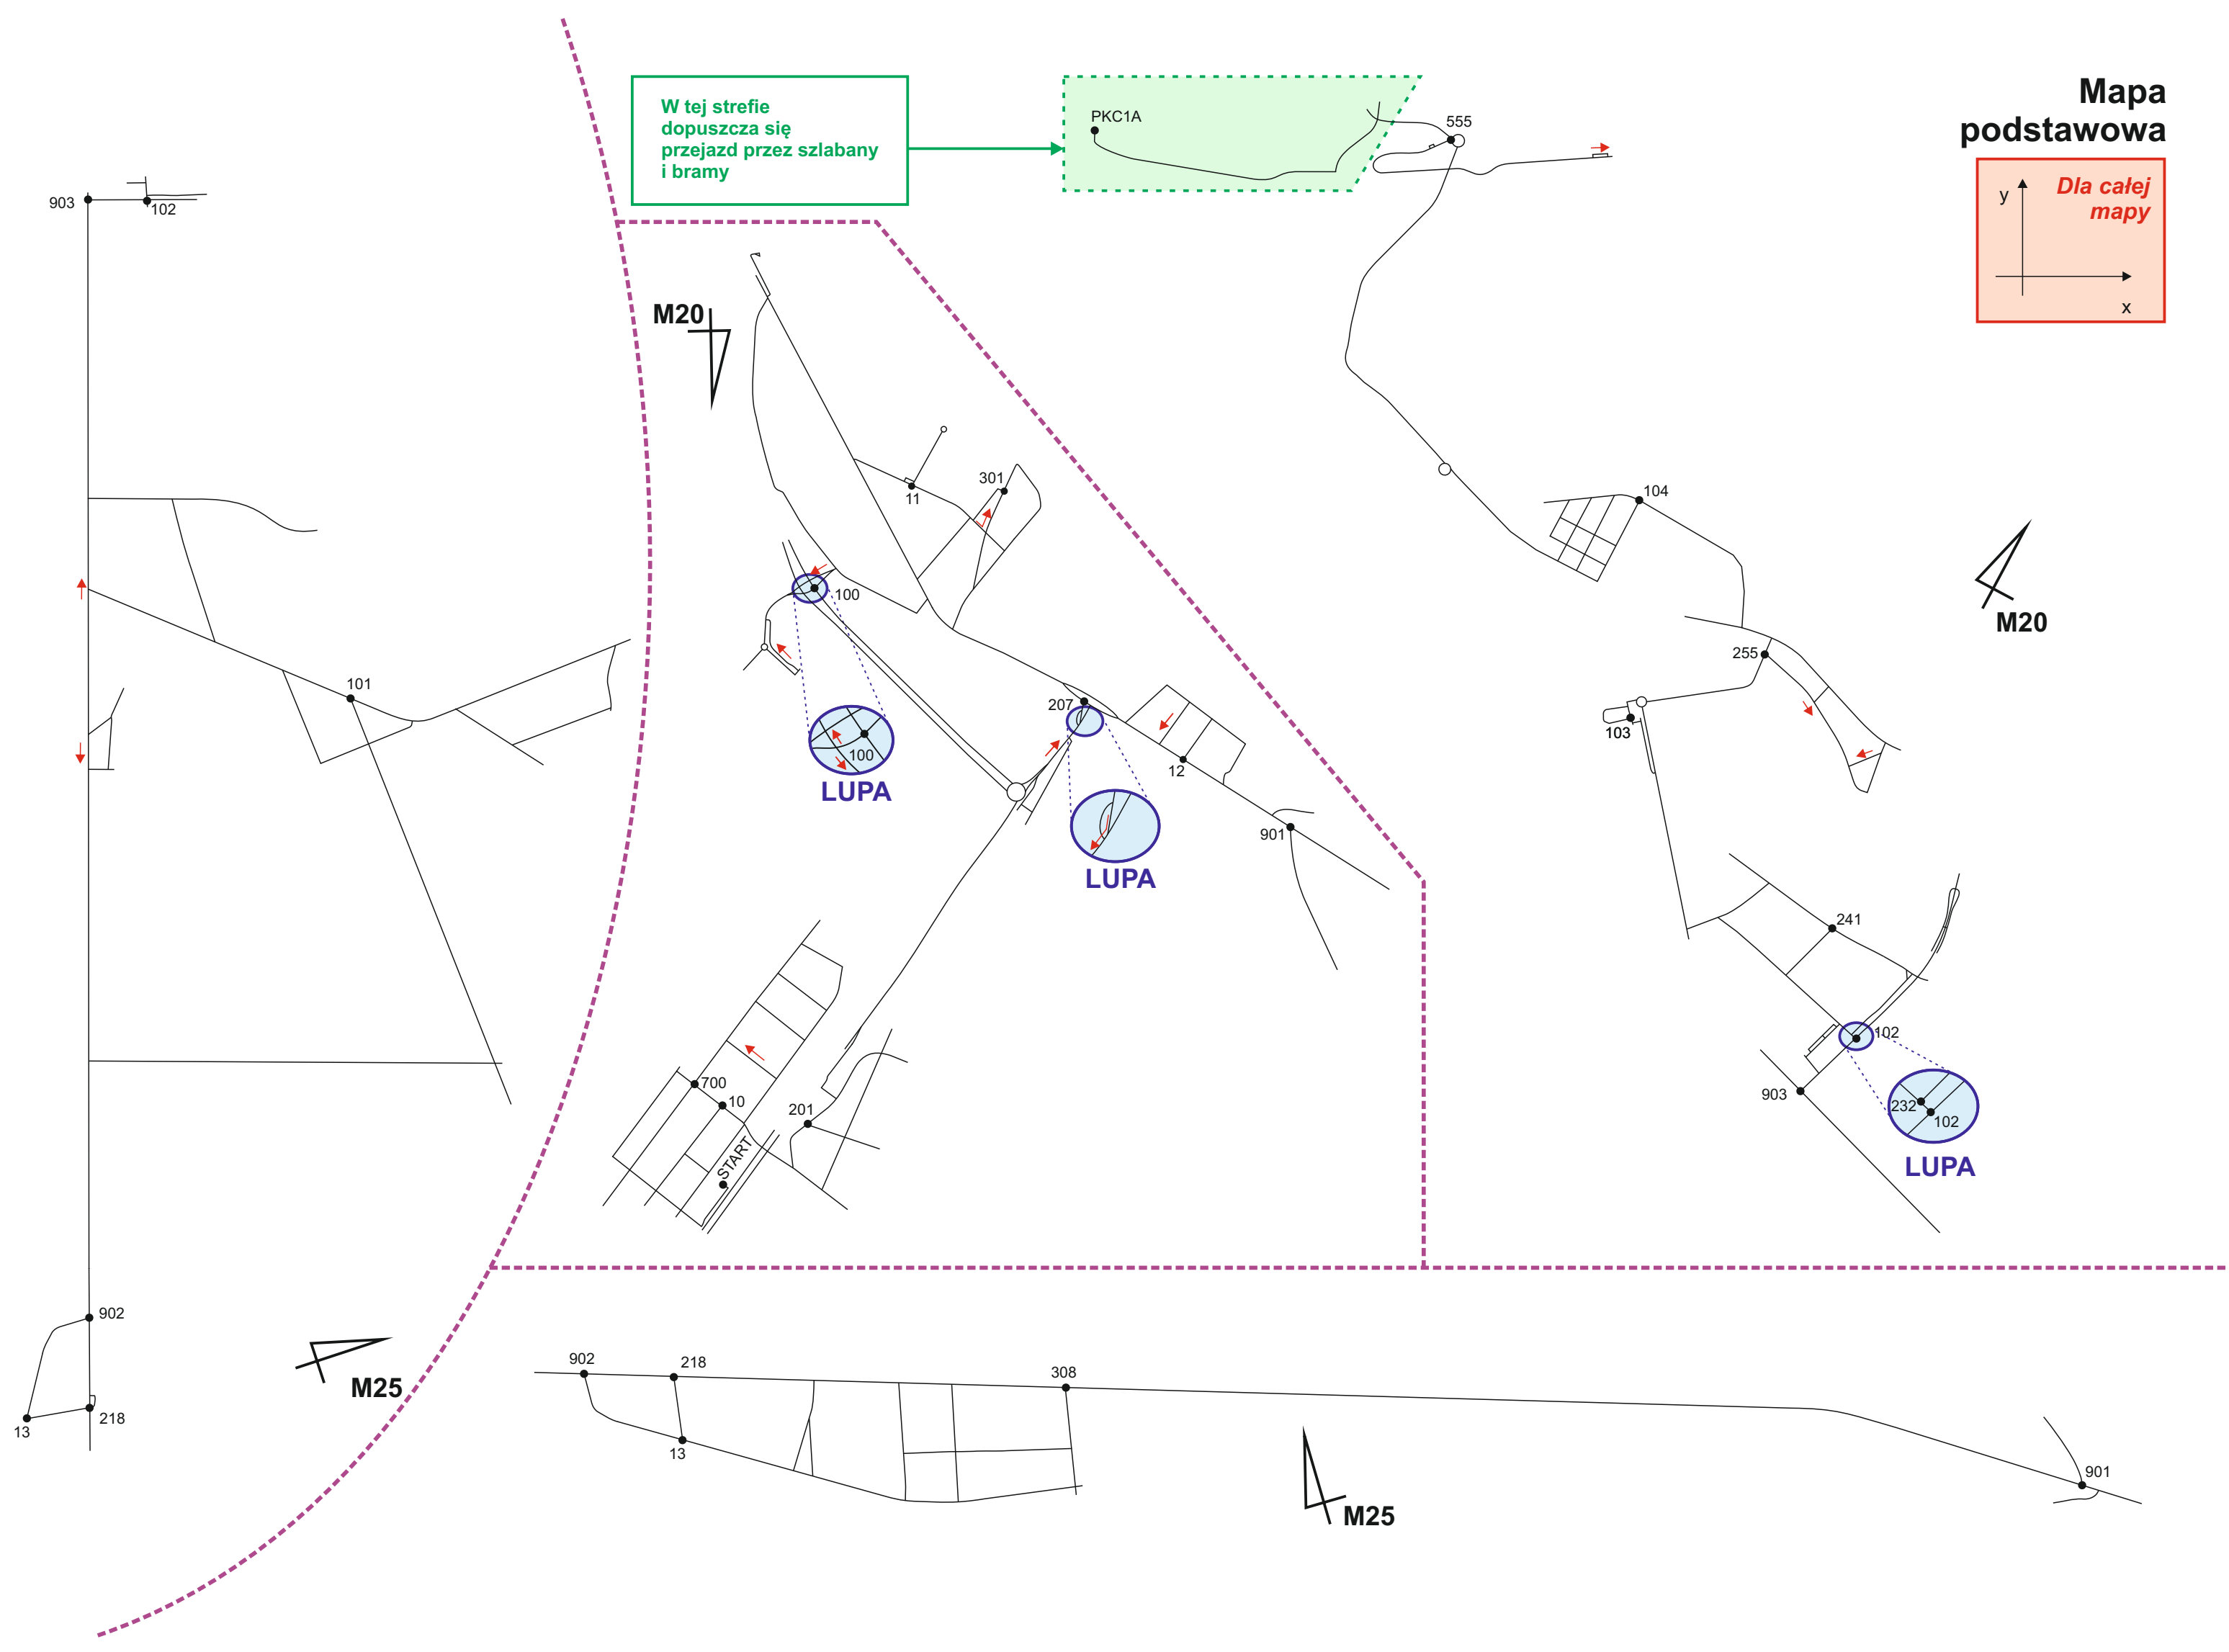 W tej strefie
dopuszcza się
przejazd przez szlabany
i bramy
PKC1A
555
Mapa
podstawowa
Dla całej
mapy
y
x
903
102
M20
301
11
104
100
M20
255
101
207
103
100
LUPA
12
901
LUPA
241
102
700
10
201
903
232
102
START
LUPA
902
M25
218
13
902
218
308
13
901
M25